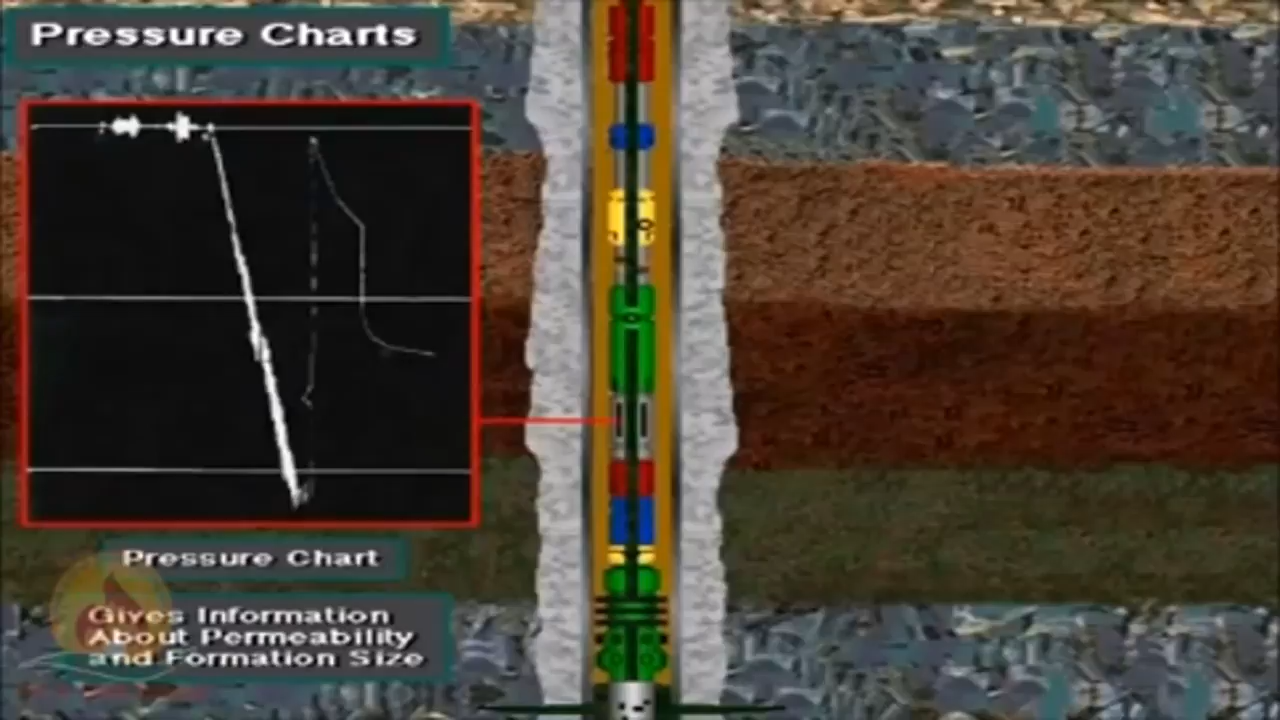 Pressure Charts
Pressure Chart
Gives Information
About Permeability
and Formation Size